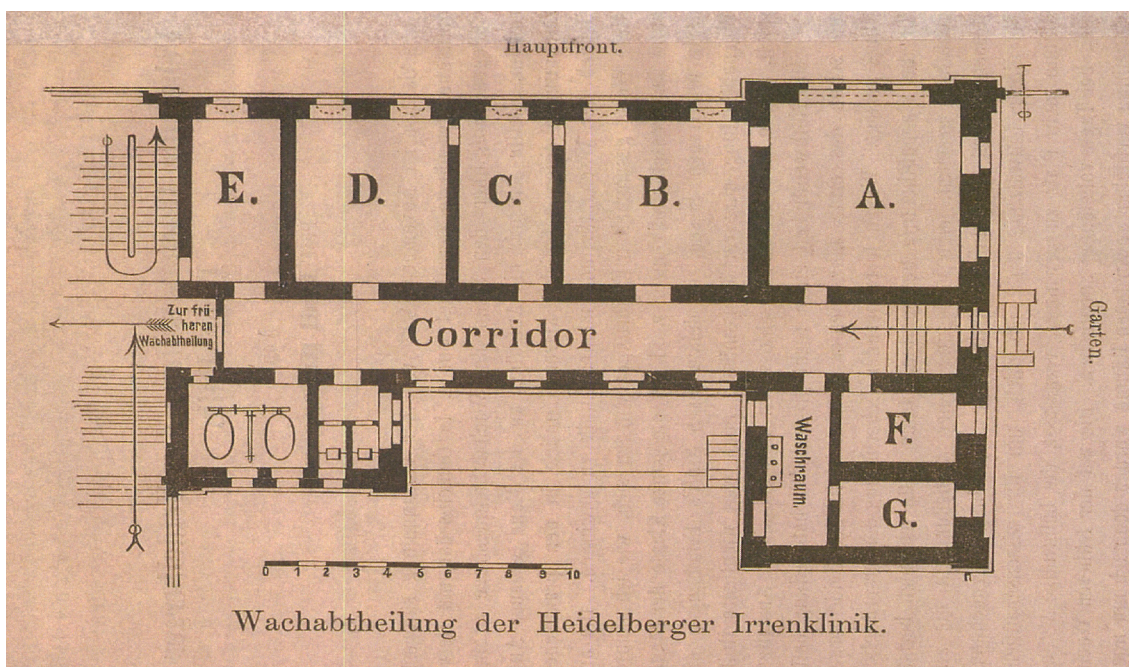 Hauptfront.
E.
D.
C.
B.
A.
Zur frü-
heren
Wachabtheilung
Corridor
Garten.
Waschraum.
F.
G.
0 1 2 3 4 5 6 7 8 9 10
Wachabtheilung der Heidelberger Irrenklinik.